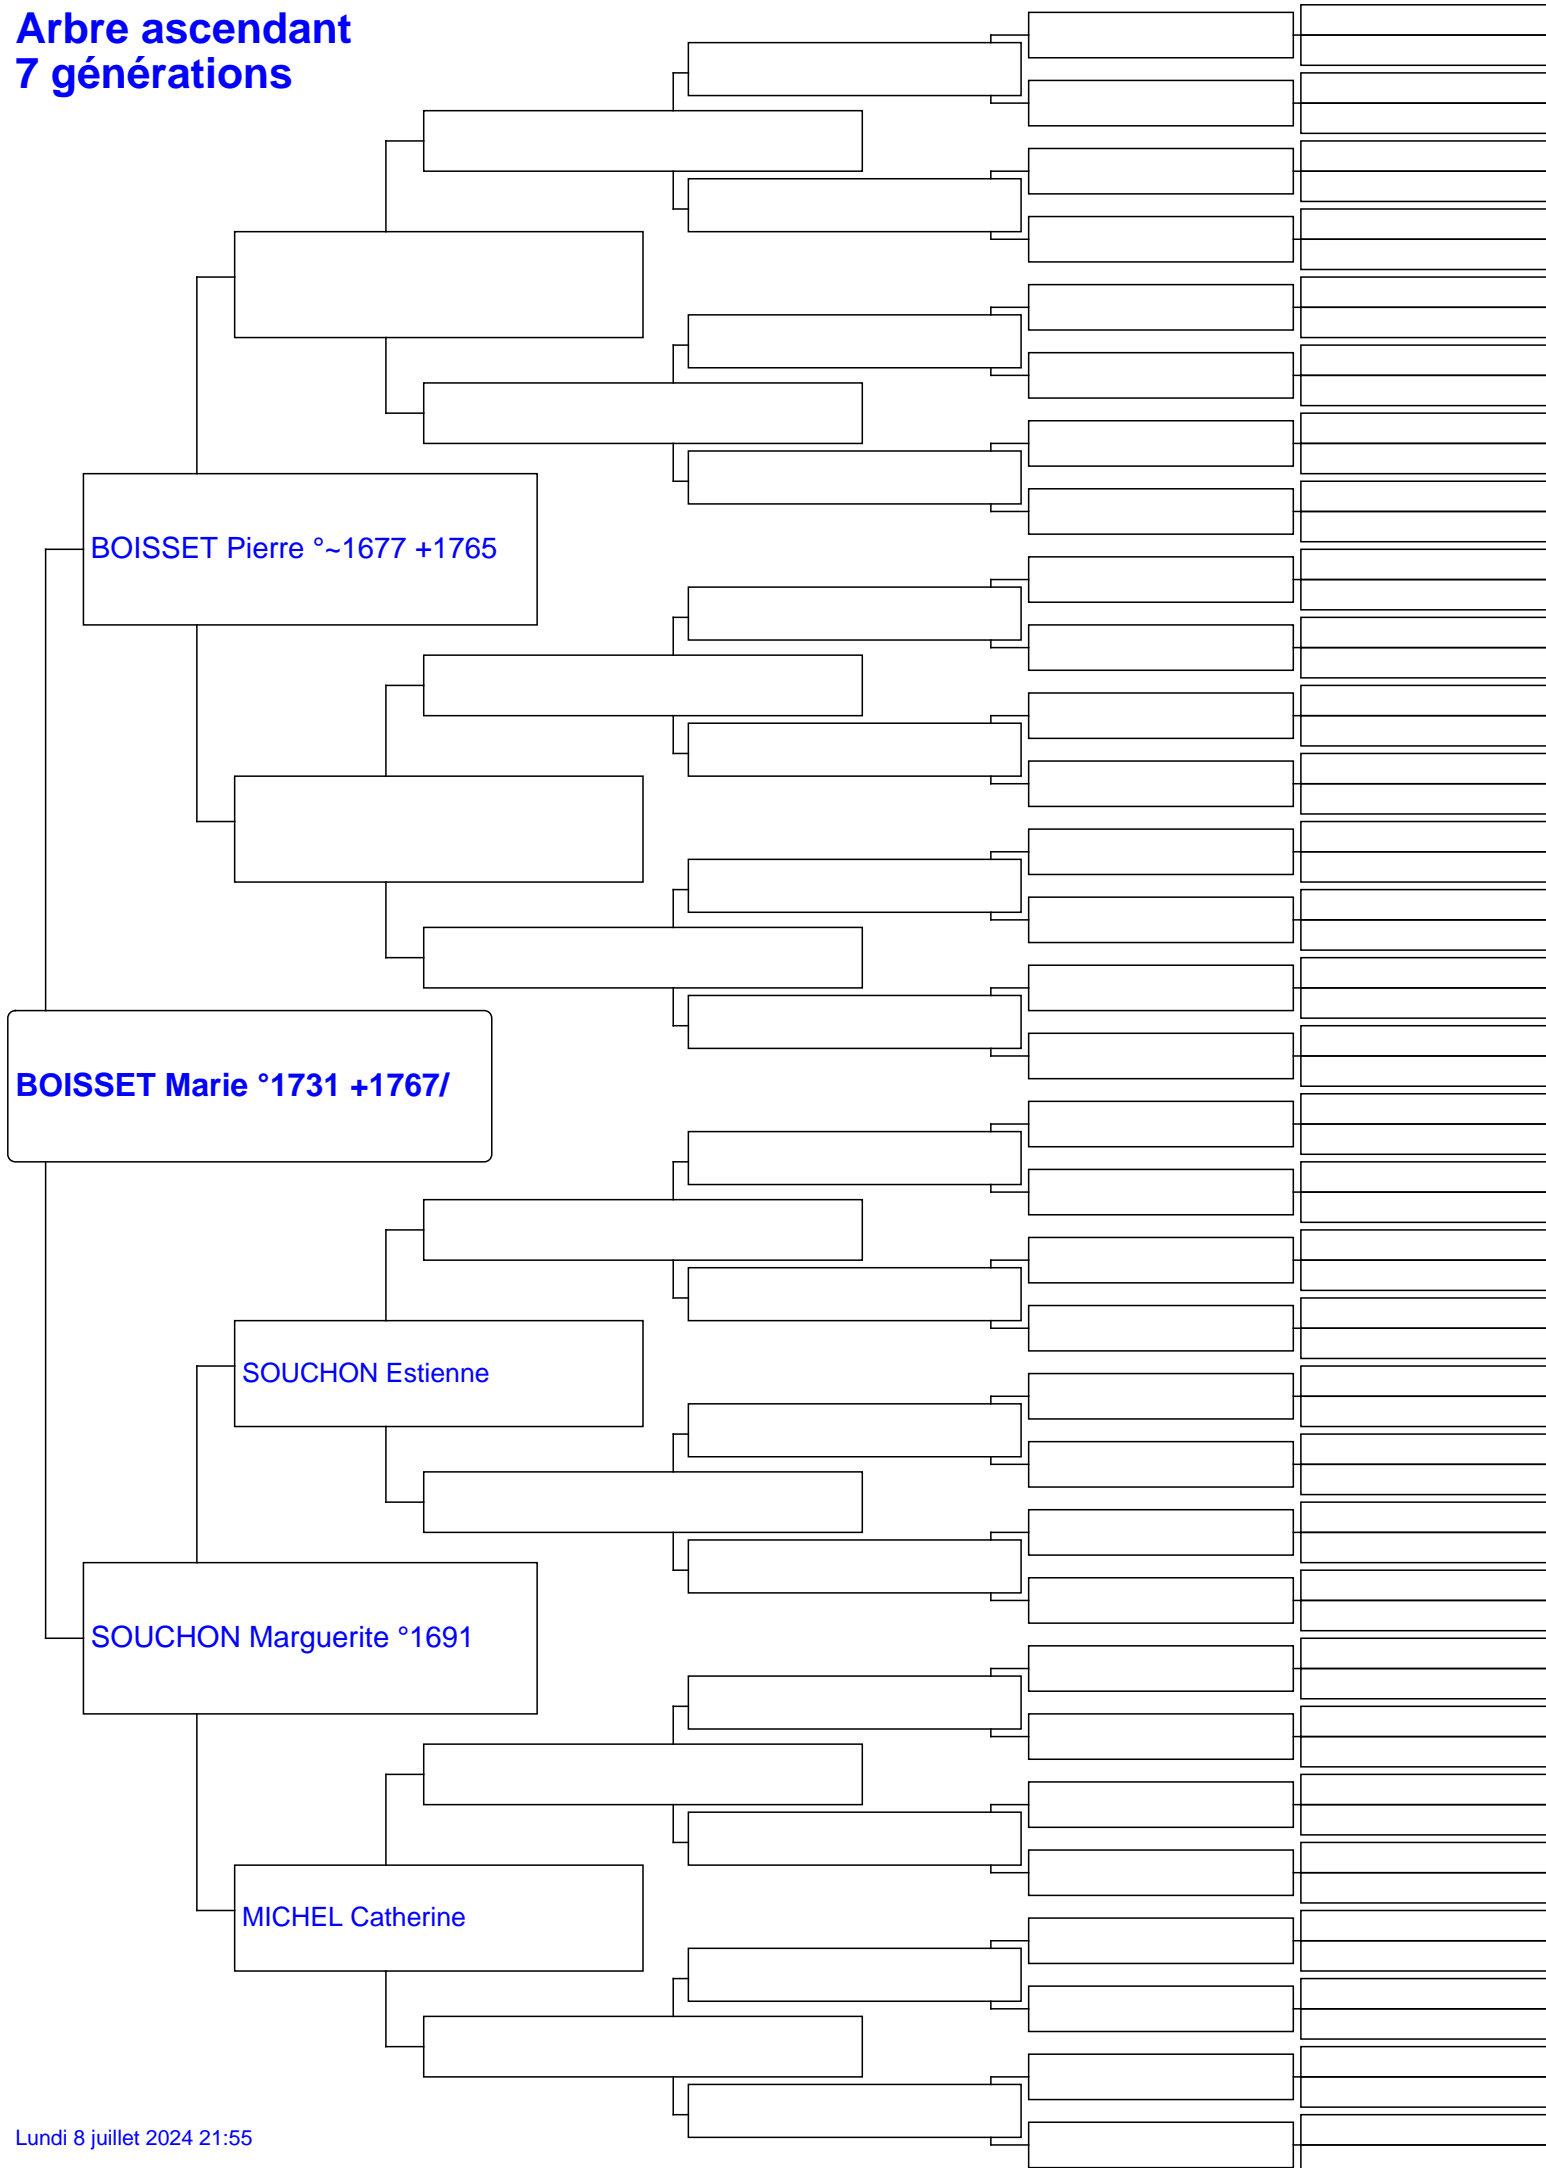 Arbre ascendant
7 générations
BOISSET Pierre °~1677 +1765
BOISSET Marie °1731 +1767/
SOUCHON Estienne
SOUCHON Marguerite °1691
MICHEL Catherine
Lundi 8 juillet 2024 21:55